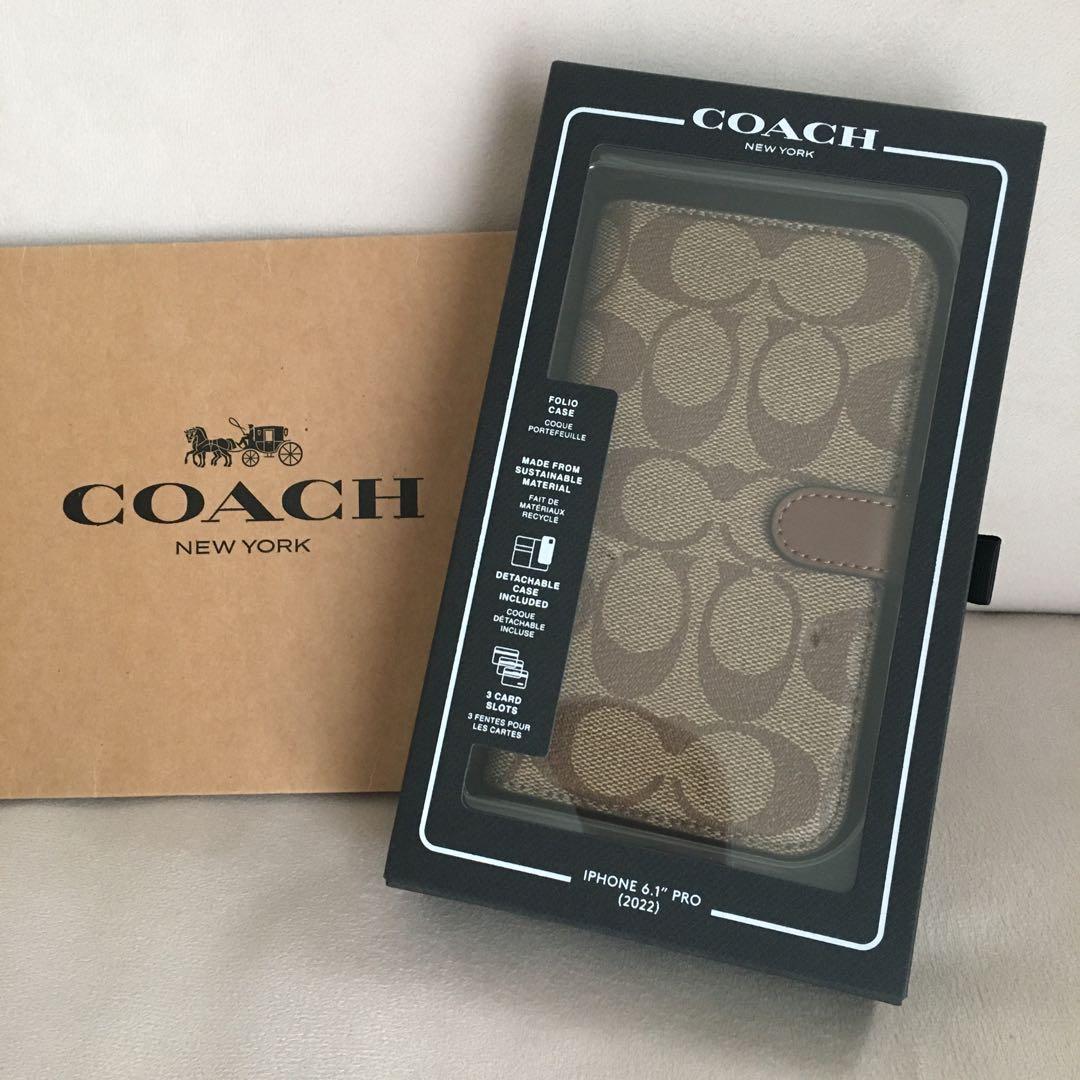 COACH
NEW YORK
COACH
NEW YORK
FOLIO
CASE
COQUE
PORTEFEUILLE
MADE FROM
SUSTAINABLE
MATERIAL
FAIT DE
MATÉRIAUX
RECYCLÉ
DETACHABLE
CASE
INCLUDED
COQUE
DÉTACHABLE
INCLUSE
3 CARD
SLOTS
3 FENTES POUR
LES CARTES
IPHONE 6.1" PRO
(2022)